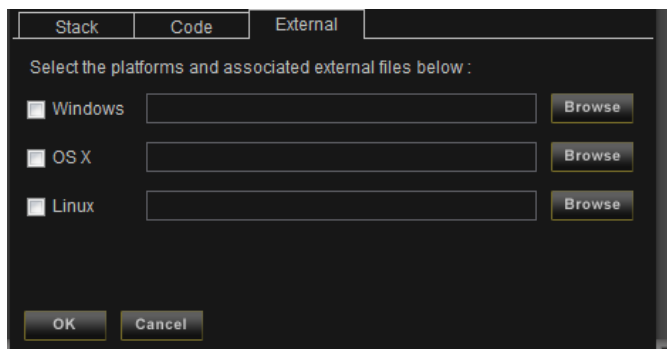 Stack Code External
Select the platforms and associated external files below :
Windows Browse
OS X Browse
Linux Browse
OK Cancel